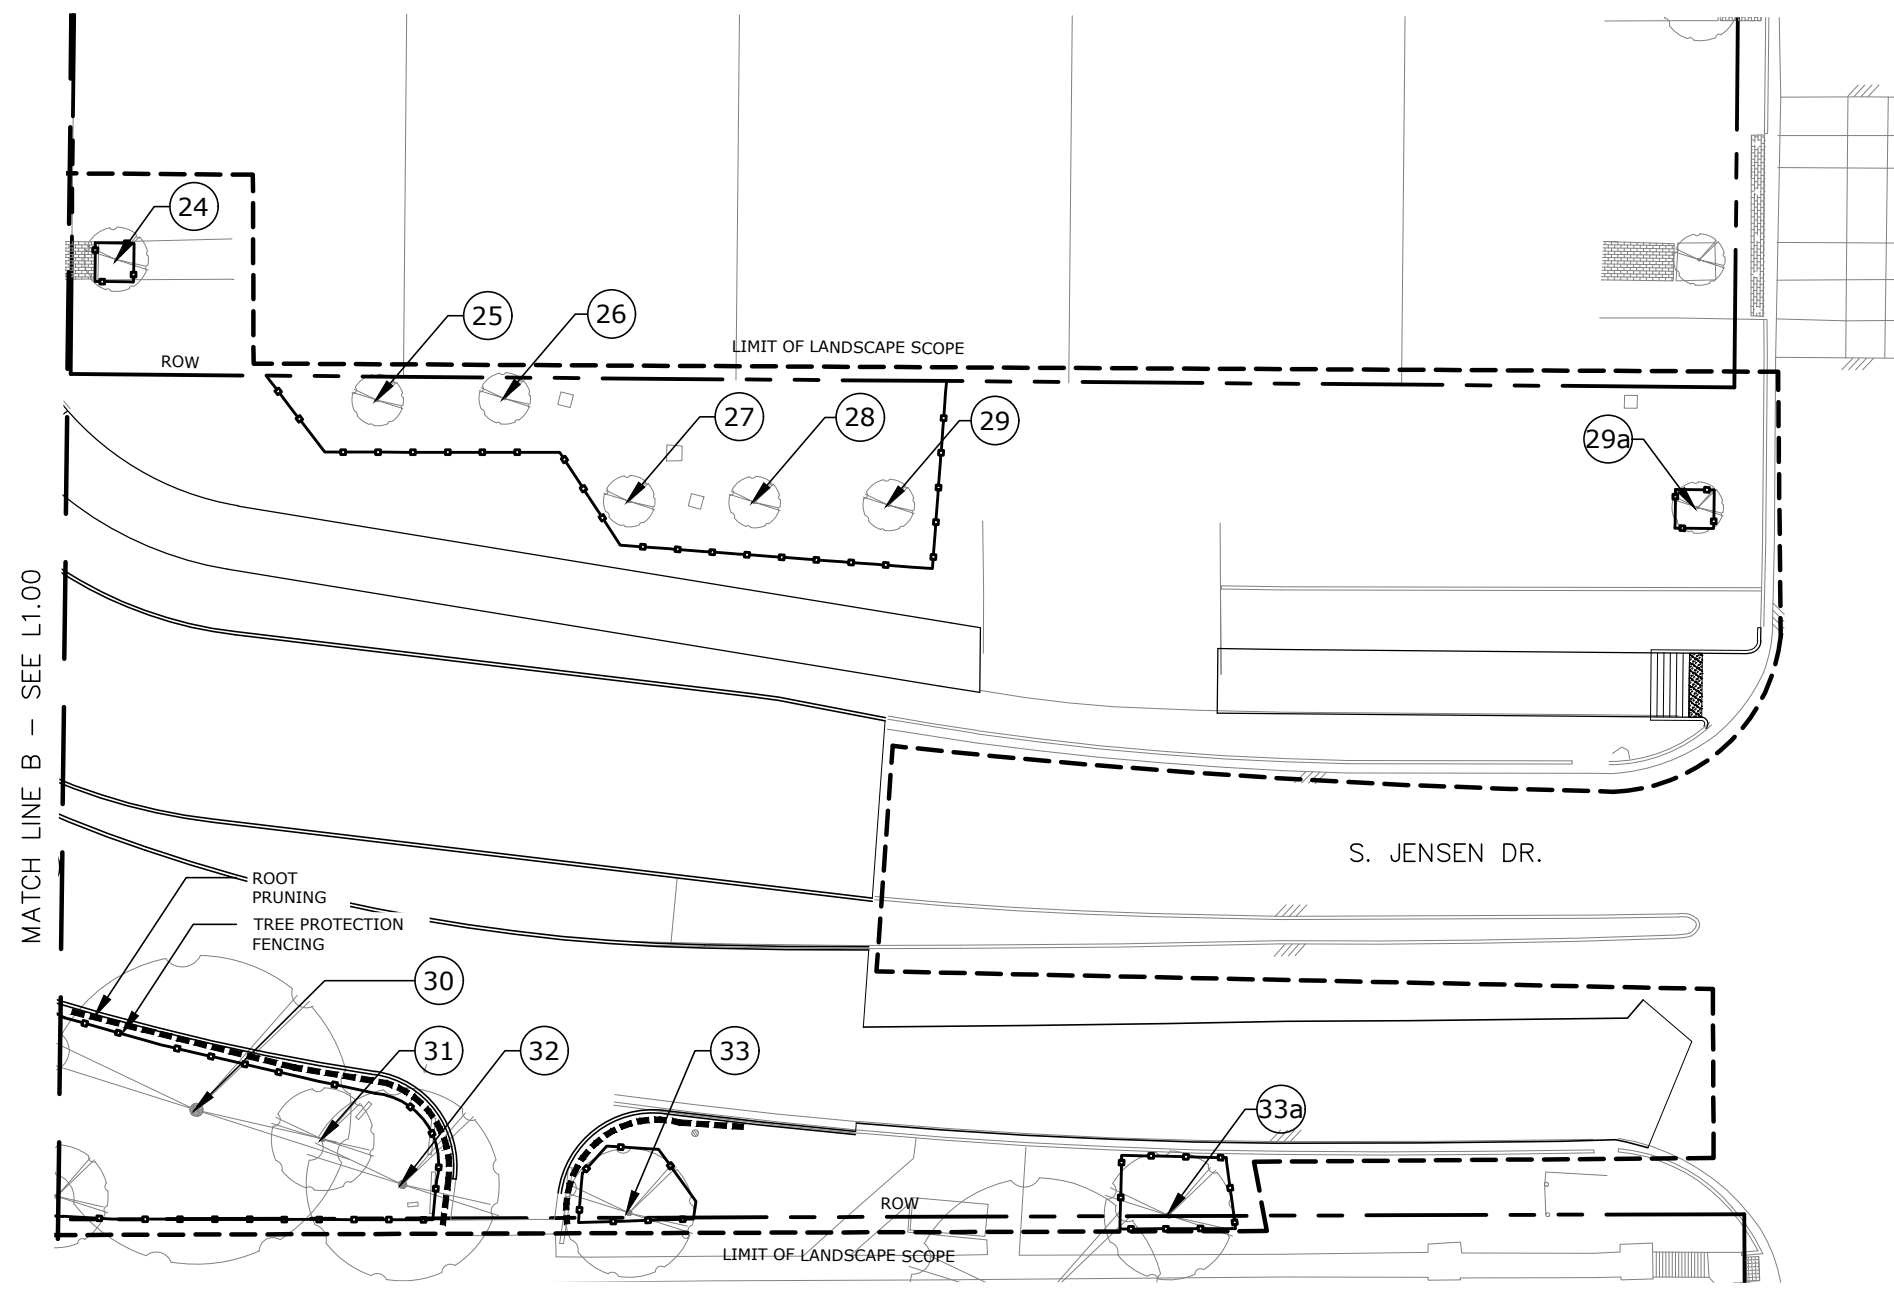 24
25
26
LIMIT OF LANDSCAPE SCOPE
ROW
27
28
29
29a
MATCH LINE B – SEE L1.00
S. JENSEN DR.
ROOT
PRUNING
TREE PROTECTION
FENCING
30
31
32
33
33a
ROW
LIMIT OF LANDSCAPE SCOPE